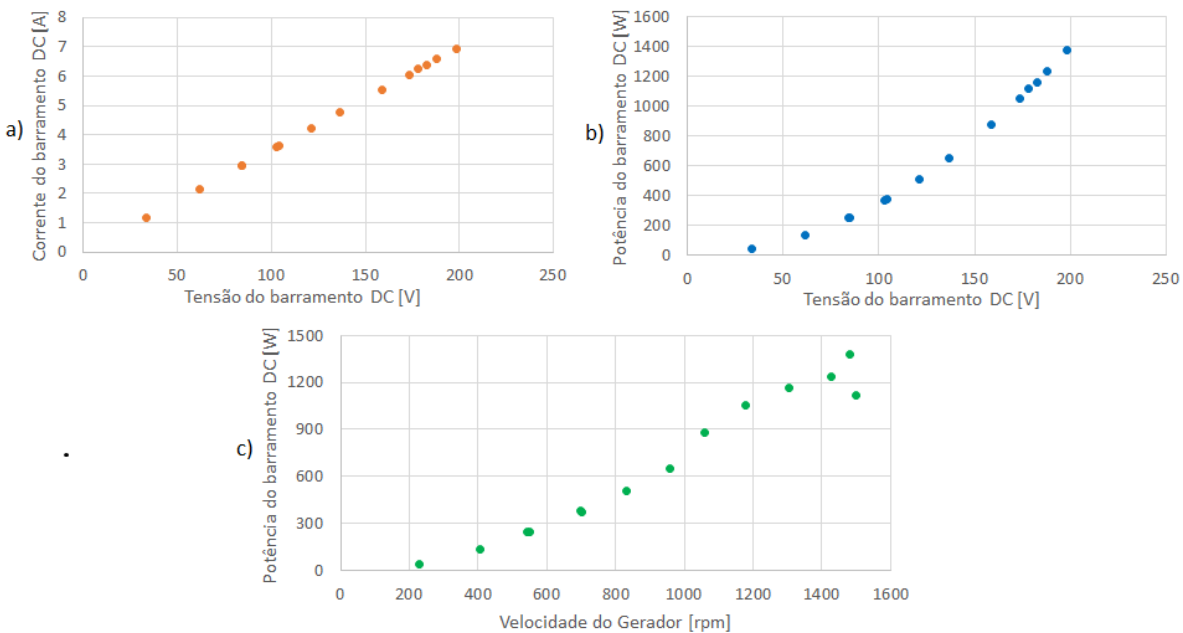 a)
Corrente do barramento DC [A]
8
7
6
5
4
3
2
1
0
0 50 100 150 200 250
Tensão do barramento DC [V]
b)
Potência do barramento DC [W]
1600
1400
1200
1000
800
600
400
200
0
0 50 100 150 200 250
Tensão do barramento DC [V]
c)
Potência do barramento DC [W]
1500
1200
900
600
300
0
0 200 400 600 800 1000 1200 1400 1600
Velocidade do Gerador [rpm]
.